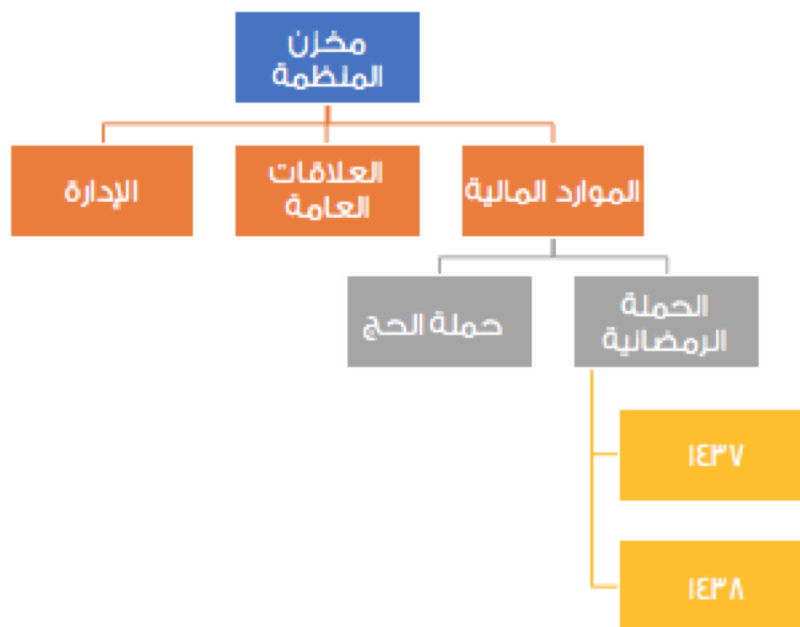 مخزن
المنظمة
الموارد المالية
العلاقات
العامة
الإدارة
الحملة
الرمضانية
حملة الحج
١٤٣٧
١٤٣٨